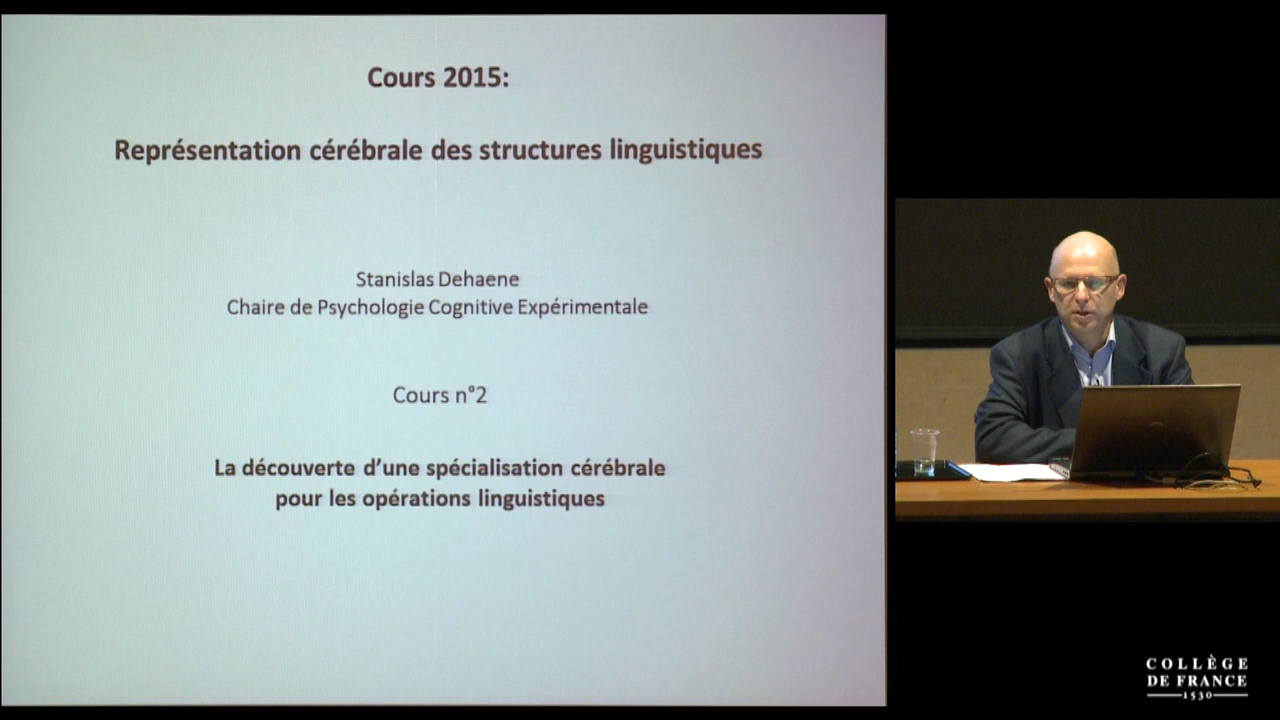 Cours 2015:
Représentation cérébrale des structures linguistiques
Stanislas Dehaene
Chaire de Psychologie Cognitive Expérimentale
Cours n°2
La découverte d’une spécialisation cérébrale
pour les opérations linguistiques
COLLÈGE
DE FRANCE
1530